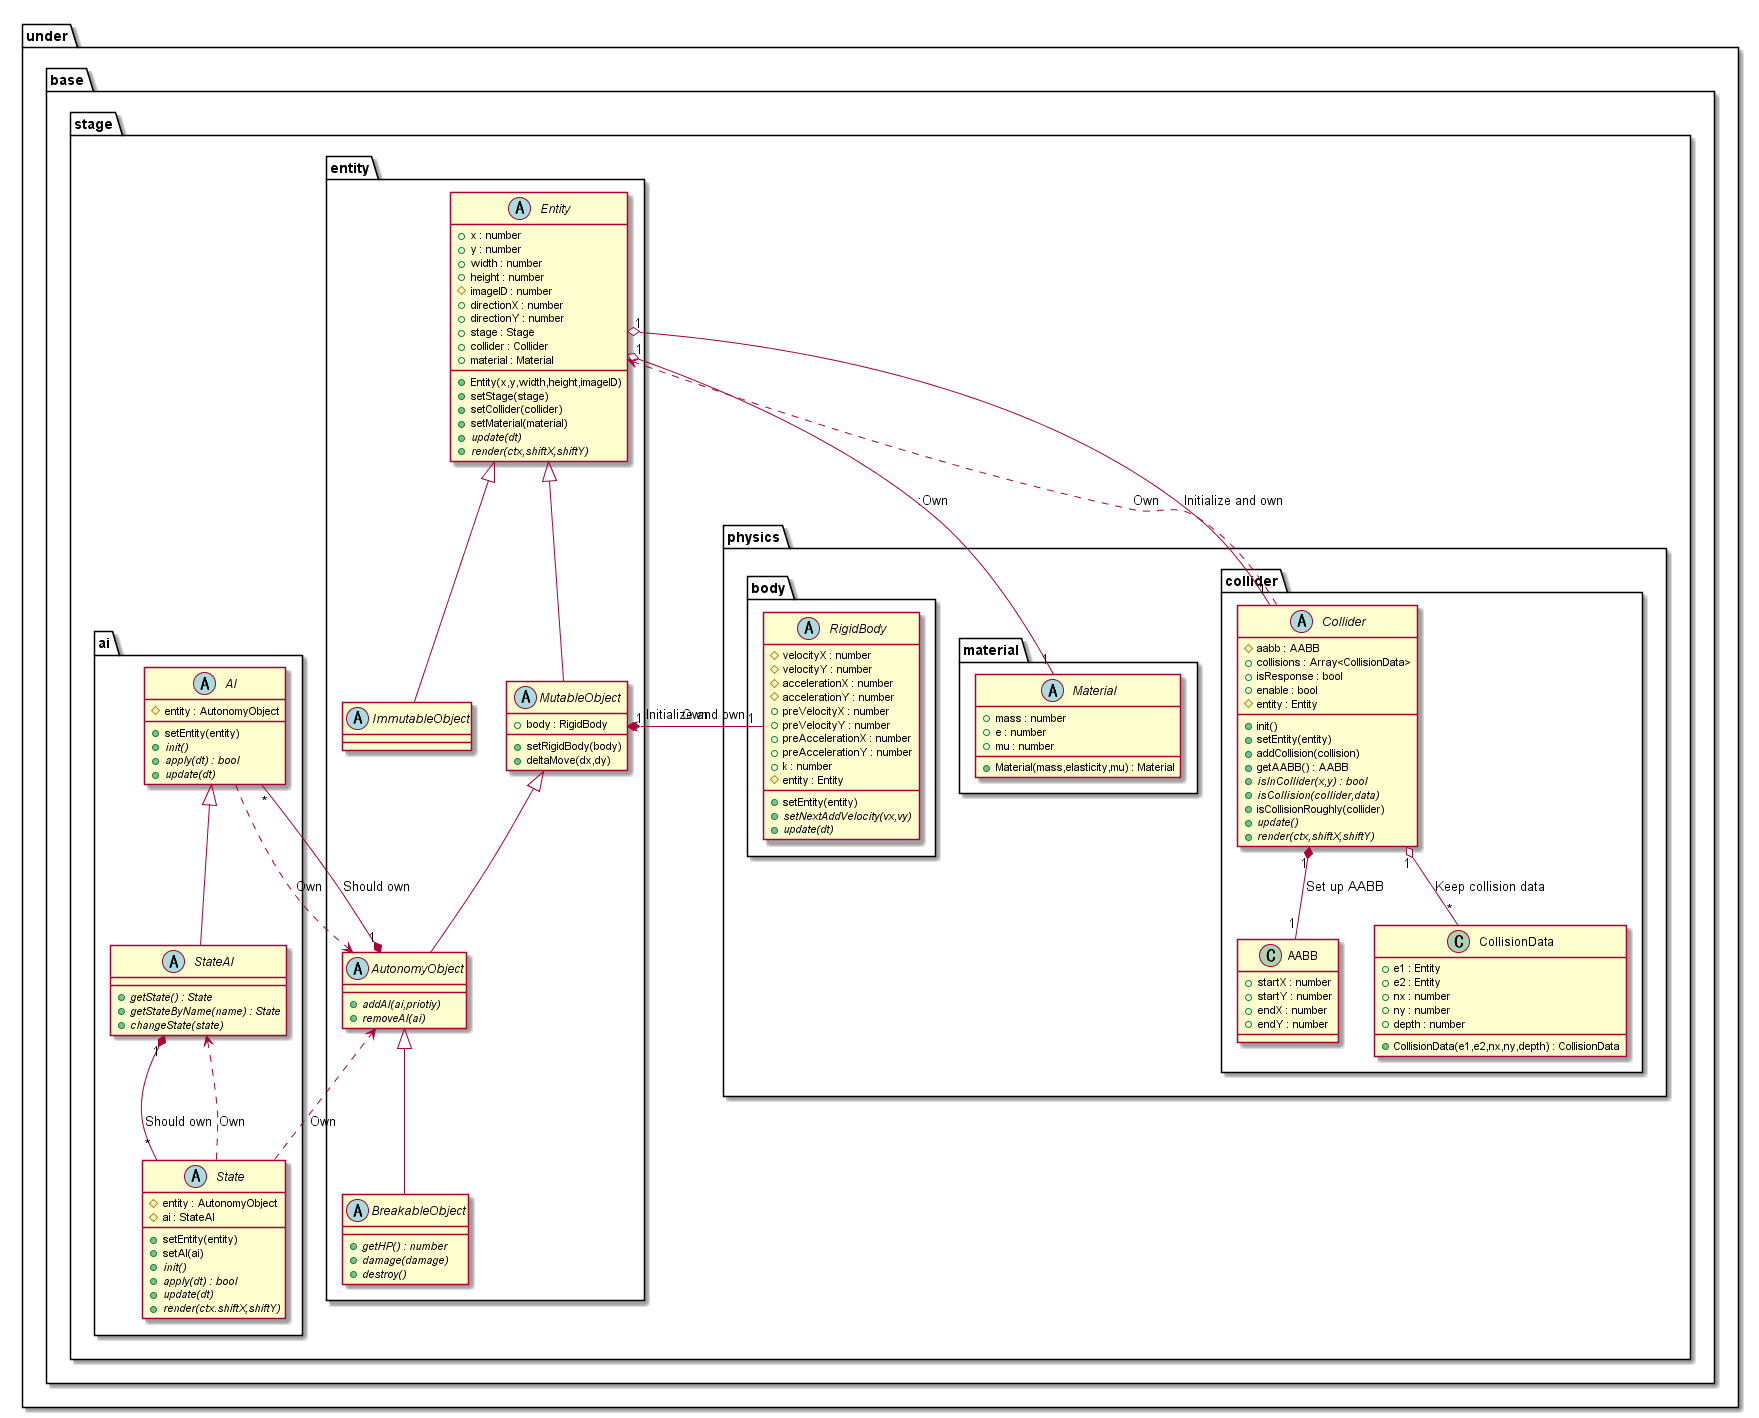 under
base
stage
entity
A Entity
x : number
y : number
width : number
height : number
imageID : number
directionX : number
directionY : number
stage : Stage
collider : Collider
material : Material
Entity(x,y,width,height,imageID)
setStage(stage)
setCollider(collider)
setMaterial(material)
update(dt)
render(ctx,shiftX,shiftY)
1
1
Own
Own
Initialize and own
physics
body
A RigidBody
velocityX : number
velocityY : number
accelerationX : number
accelerationY : number
preVelocityX : number
preVelocityY : number
preAccelerationX : number
preAccelerationY : number
k : number
entity : Entity
setEntity(entity)
setNextAddVelocity(vx,vy)
update(dt)
material
1
A Material
mass : number
e : number
mu : number
Material(mass,elasticity,mu) : Material
collider
1
A Collider
aabb : AABB
collisions : Array<CollisionData>
isResponse : bool
enable : bool
entity : Entity
init()
setEntity(entity)
addCollision(collision)
getAABB() : AABB
isInCollider(x,y) : bool
isCollision(collider,data)
isCollisionRoughly(collider)
update()
render(ctx,shiftX,shiftY)
1
1
Set up AABB
Keep collision data
1
*
C AABB
startX : number
startY : number
endX : number
endY : number
C CollisionData
e1 : Entity
e2 : Entity
nx : number
ny : number
depth : number
CollisionData(e1,e2,nx,ny,depth) : CollisionData
ai
A AI
entity : AutonomyObject
setEntity(entity)
init()
apply(dt) : bool
update(dt)
*
A ImmutableObject
A MutableObject
body : RigidBody
setRigidBody(body)
deltaMove(dx,dy)
1
Initialize and own
Own
1
Own
Should own
1
A StateAI
getState() : State
getStateByName(name) : State
changeState(state)
A AutonomyObject
addAI(ai,priotiy)
removeAI(ai)
1
Should own
Own
Own
*
A State
entity : AutonomyObject
ai : StateAI
setEntity(entity)
setAI(ai)
init()
apply(dt) : bool
update(dt)
render(ctx.shiftX,shiftY)
A BreakableObject
getHP() : number
damage(damage)
destroy()